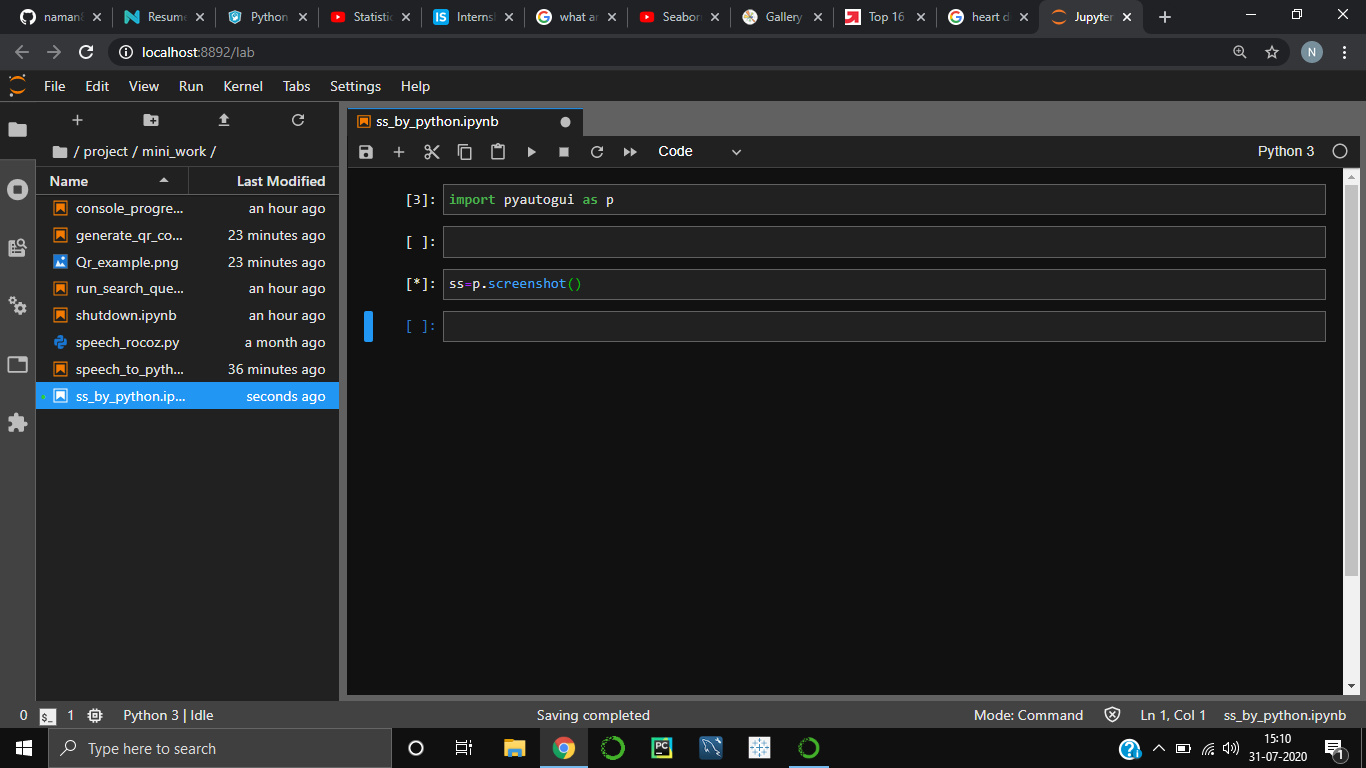 naman
Resume
Python
Statistic
Interns
what a
Seabor
Gallery
Top 16
heart d
Jupyter
localhost:8892/lab
N
File Edit View Run Kernel Tabs Settings Help
ss_by_python.ipynb
/ project / mini_work /
Code
Python 3
Name Last Modified
console_progre... an hour ago
generate_qr_co... 23 minutes ago
Qr_example.png 23 minutes ago
run_search_que... an hour ago
shutdown.ipynb an hour ago
speech_rocoz.py a month ago
speech_to_pyth... 36 minutes ago
ss_by_python.ip... seconds ago
[3]: import pyautogui as p
[ ]:
[*]: ss=p.screenshot()
[ ]:
0 $_ 1 Python 3 | Idle Saving completed Mode: Command Ln 1, Col 1 ss_by_python.ipynb
Type here to search
PC
15:10
31-07-2020
1